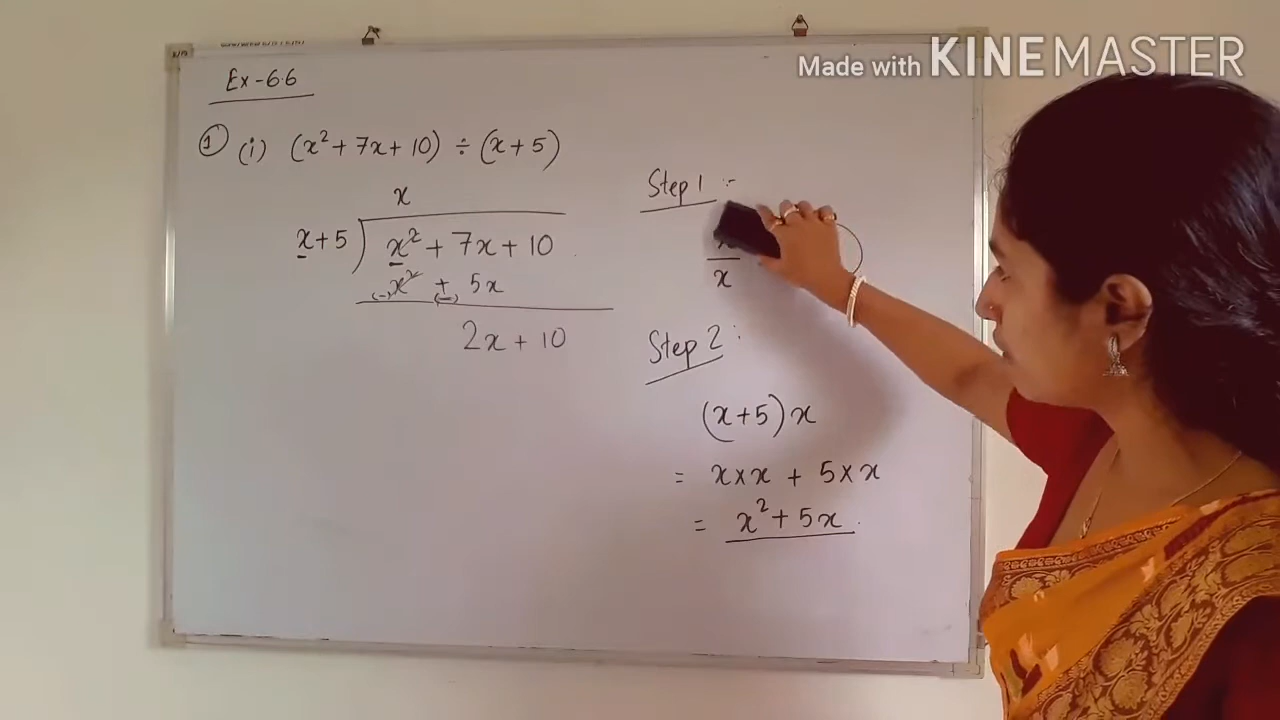 Made with KINEMASTER
Ex-6.6
① (i) (x² + 7x + 10) ÷ (x + 5)
x
x + 5 ) x² + 7x + 10
x² + 5x
(-) (-)
2x + 10
Step 1 :-
x
Step 2 :
(x+5) x
= x × x + 5 × x
= x² + 5x